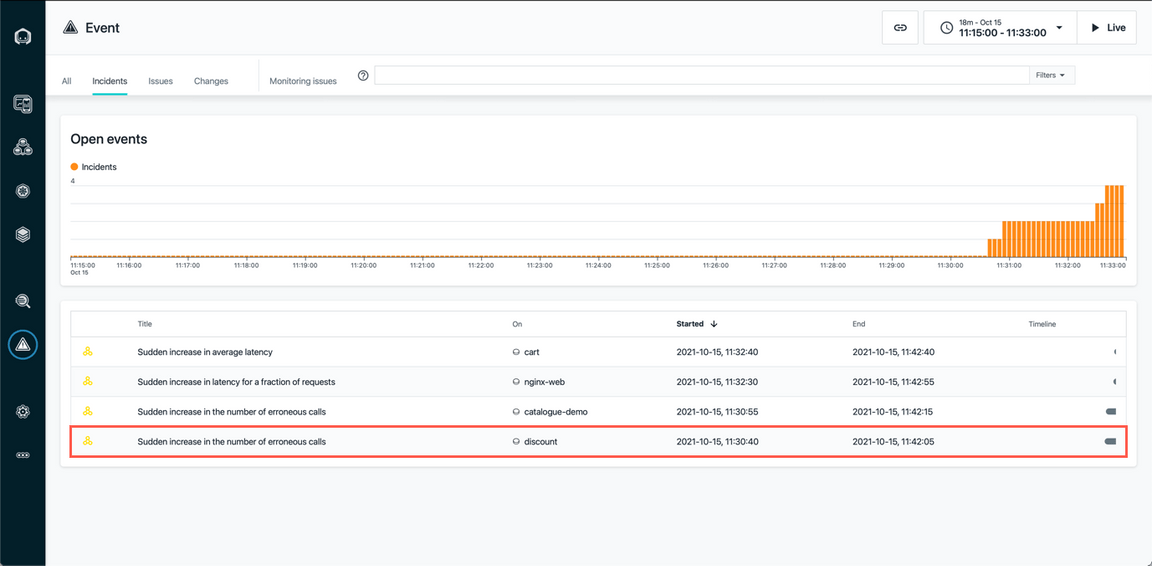 Event
18m - Oct 15
11:15:00 - 11:33:00
Live
All Incidents Issues Changes Monitoring issues
Filters
Open events
Incidents
4
11:15:00 11:16:00 11:17:00 11:18:00 11:19:00 11:20:00 11:21:00 11:22:00 11:23:00 11:24:00 11:25:00 11:26:00 11:27:00 11:28:00 11:29:00 11:30:00 11:31:00 11:32:00 11:33:00
Oct 15
Title On Started End Timeline
Sudden increase in average latency cart 2021-10-15, 11:32:40 2021-10-15, 11:42:40
Sudden increase in latency for a fraction of requests nginx-web 2021-10-15, 11:32:30 2021-10-15, 11:42:55
Sudden increase in the number of erroneous calls catalogue-demo 2021-10-15, 11:30:55 2021-10-15, 11:42:15
Sudden increase in the number of erroneous calls discount 2021-10-15, 11:30:40 2021-10-15, 11:42:05